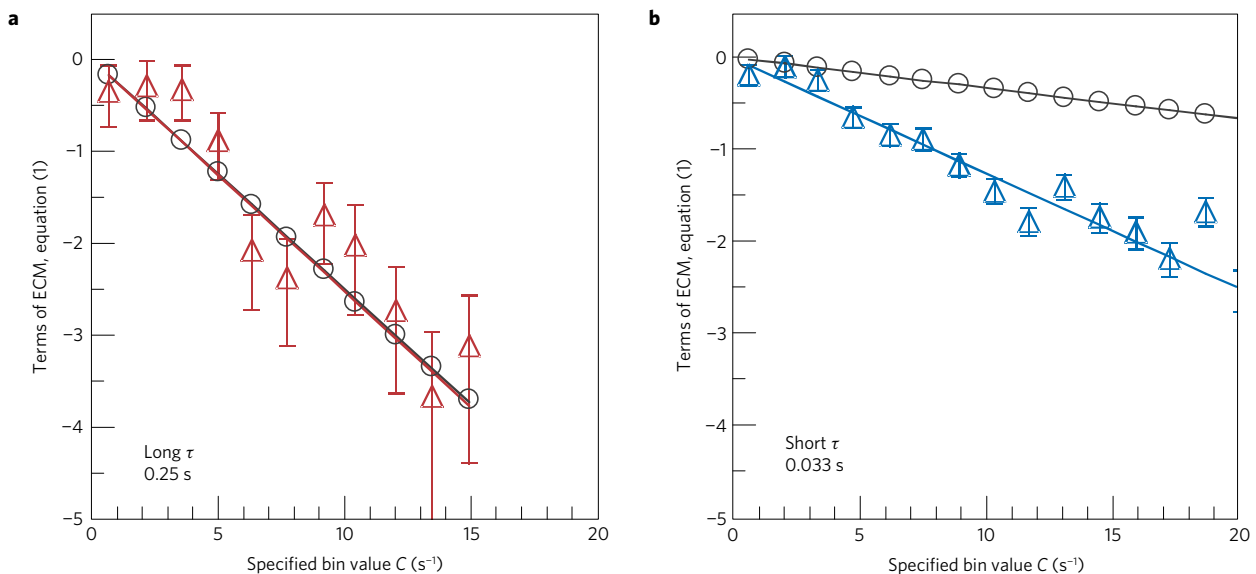 a
0
−1
−2
−3
−4
−5
Terms of ECM, equation (1)
Long τ
0.25 s
0
5
10
15
20
Specified bin value C (s⁻¹)
b
0
−1
−2
−3
−4
−5
Terms of ECM, equation (1)
Short τ
0.033 s
0
5
10
15
20
Specified bin value C (s⁻¹)